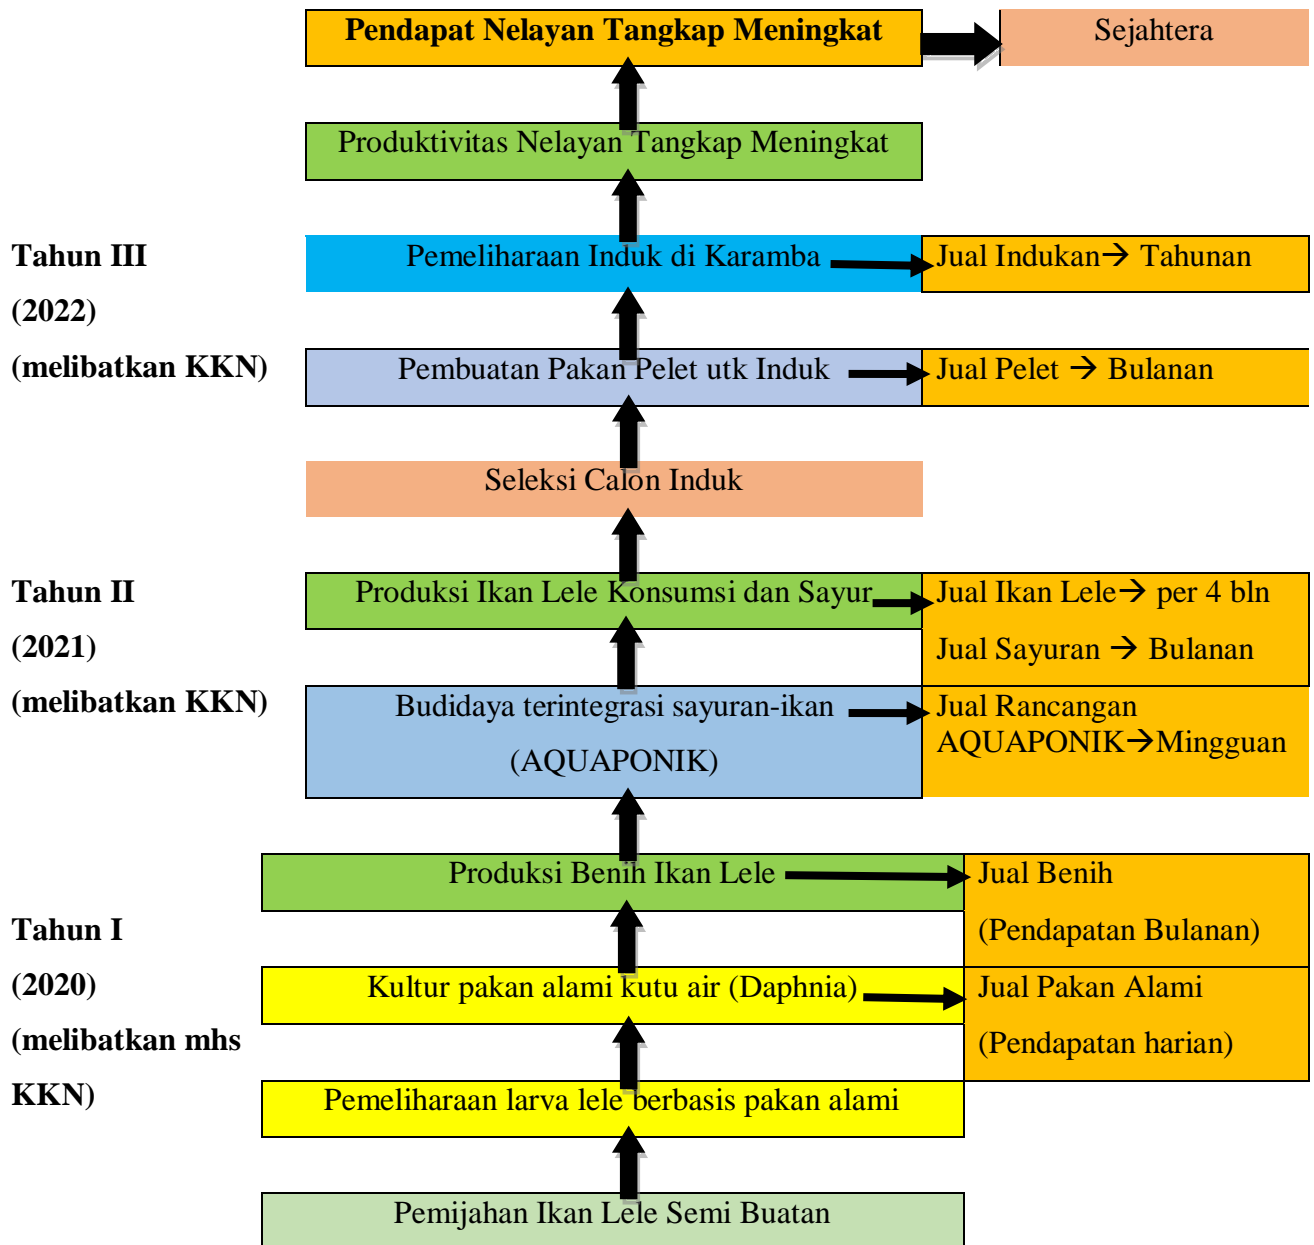 Pendapat Nelayan Tangkap Meningkat
Sejahtera
Produktivitas Nelayan Tangkap Meningkat
Tahun III
(2022)
(melibatkan KKN)
Pemeliharaan Induk di Karamba
Jual Indukan→ Tahunan
Pembuatan Pakan Pelet utk Induk
Jual Pelet → Bulanan
Seleksi Calon Induk
Tahun II
(2021)
(melibatkan KKN)
Produksi Ikan Lele Konsumsi dan Sayur
Jual Ikan Lele→ per 4 bln
Jual Sayuran → Bulanan
Budidaya terintegrasi sayuran-ikan
(AQUAPONIK)
Jual Rancangan
AQUAPONIK→Mingguan
Produksi Benih Ikan Lele
Jual Benih
(Pendapatan Bulanan)
Tahun I
(2020)
(melibatkan mhs
KKN)
Kultur pakan alami kutu air (Daphnia)
Jual Pakan Alami
(Pendapatan harian)
Pemeliharaan larva lele berbasis pakan alami
Pemijahan Ikan Lele Semi Buatan